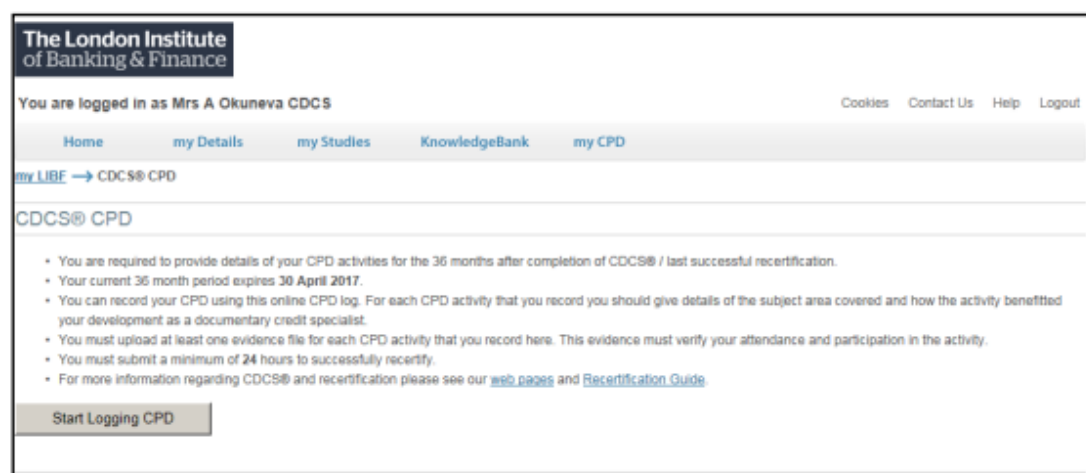 The London Institute
of Banking & Finance
You are logged in as Mrs A Okuneva CDCS
Cookies Contact Us Help Logout
Home my Details my Studies KnowledgeBank my CPD
my LIBF → CDCS® CPD
CDCS® CPD
• You are required to provide details of your CPD activities for the 36 months after completion of CDCS® / last successful recertification.
• Your current 36 month period expires 30 April 2017.
• You can record your CPD using this online CPD log. For each CPD activity that you record you should give details of the subject area covered and how the activity benefitted
your development as a documentary credit specialist.
• You must upload at least one evidence file for each CPD activity that you record here. This evidence must verify your attendance and participation in the activity.
• You must submit a minimum of 24 hours to successfully recertify.
• For more information regarding CDCS® and recertification please see our web pages and Recertification Guide.
Start Logging CPD